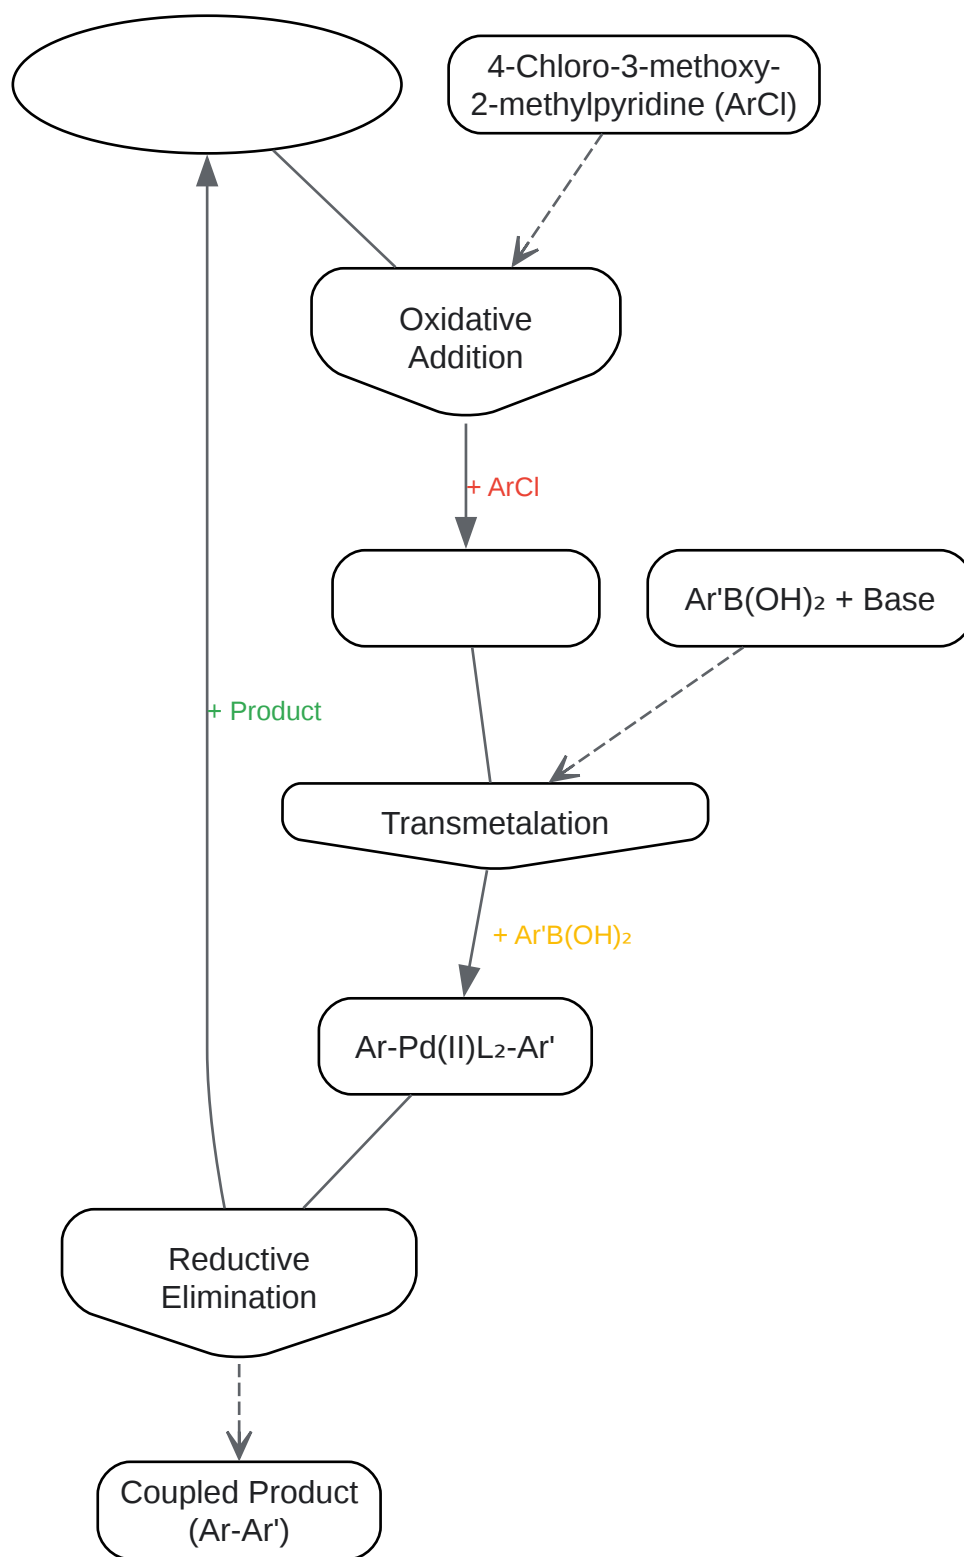 4-Chloro-3-methoxy-
2-methylpyridine (ArCl)
Oxidative
Addition
+ ArCl
Ar'B(OH)₂ + Base
+ Product
Transmetalation
+ Ar'B(OH)₂
Ar-Pd(II)L₂-Ar'
Reductive
Elimination
Coupled Product
(Ar-Ar')